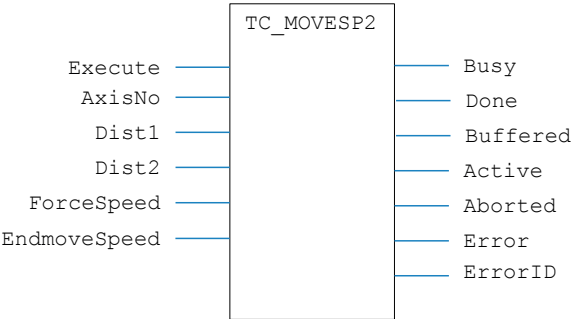 TC_MOVESP2
Execute
AxisNo
Dist1
Dist2
ForceSpeed
EndmoveSpeed
Busy
Done
Buffered
Active
Aborted
Error
ErrorID